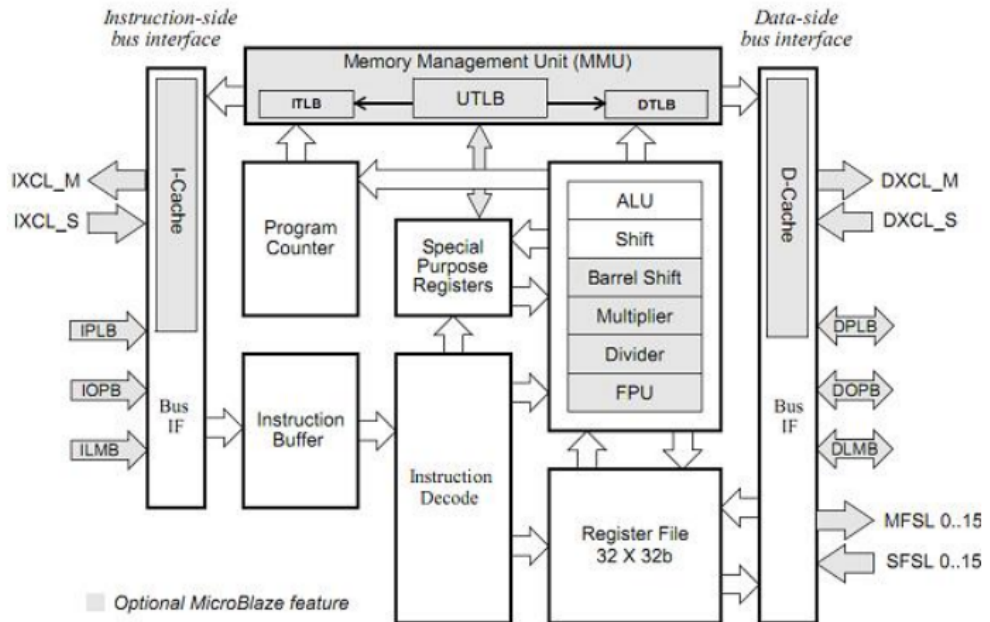 Instruction-side
bus interface
Data-side
bus interface
Memory Management Unit (MMU)
ITLB
UTLB
DTLB
IXCL_M
IXCL_S
I-Cache
Program
Counter
Special
Purpose
Registers
ALU
Shift
Barrel Shift
Multiplier
Divider
FPU
D-Cache
DXCL_M
DXCL_S
IPLB
IOPB
ILMB
Bus
IF
Instruction
Buffer
Instruction
Decode
Register File
32 X 32b
Bus
IF
DPLB
DOPB
DLMB
MFSL 0..15
SFSL 0..15
Optional MicroBlaze feature